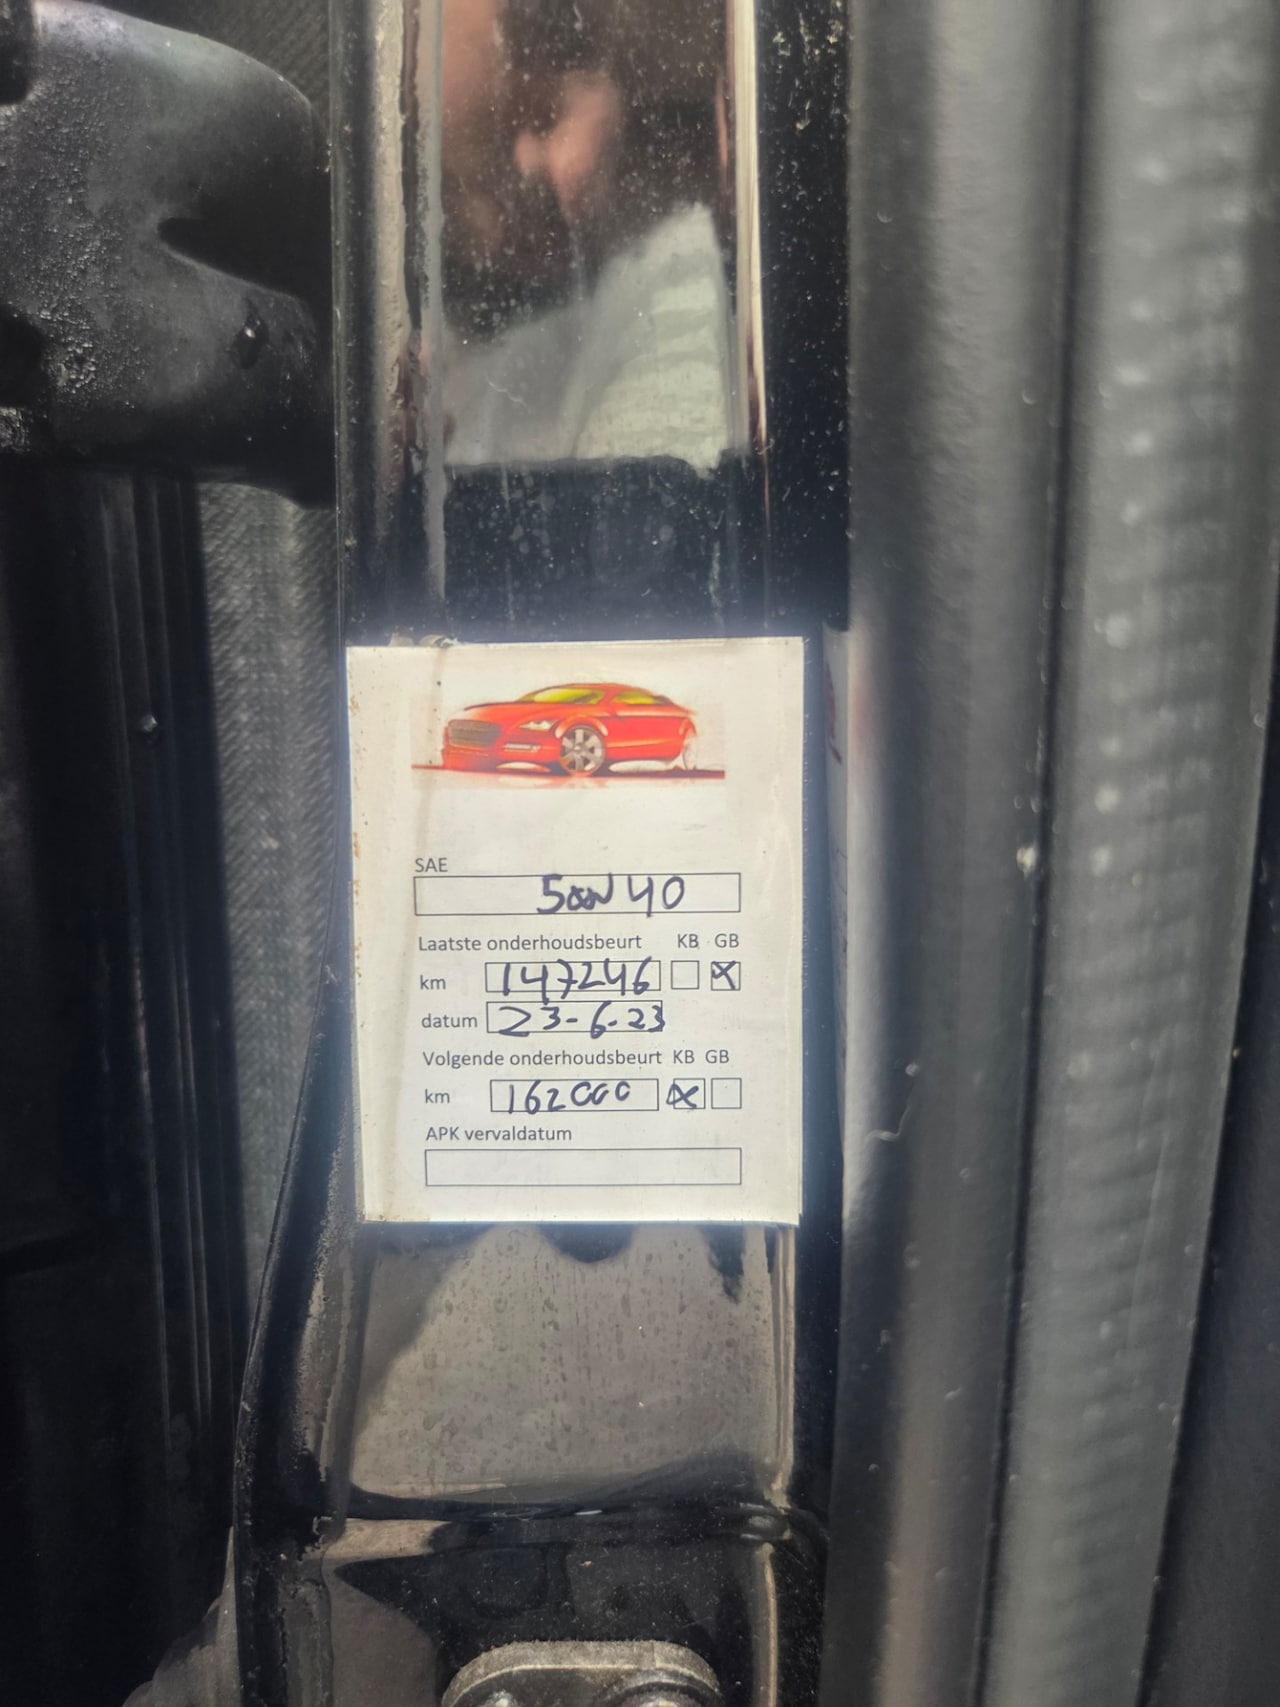 SAE
5W40
Laatste onderhoudsbeurt KB GB
km 147246
datum 23-6-23
Volgende onderhoudsbeurt KB GB
km 162000
APK vervaldatum